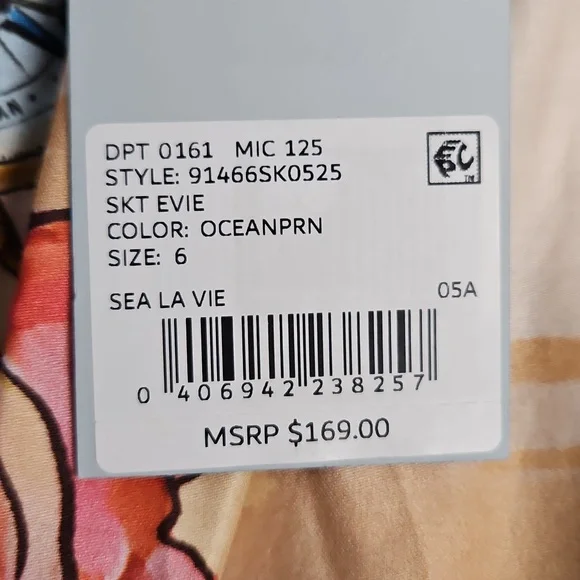 DPT 0161 MIC 125
STYLE: 91466SK0525
SKT EVIE
COLOR: OCEANPRN
SIZE: 6
SEA LA VIE 05A
0 406942 238257
MSRP $169.00